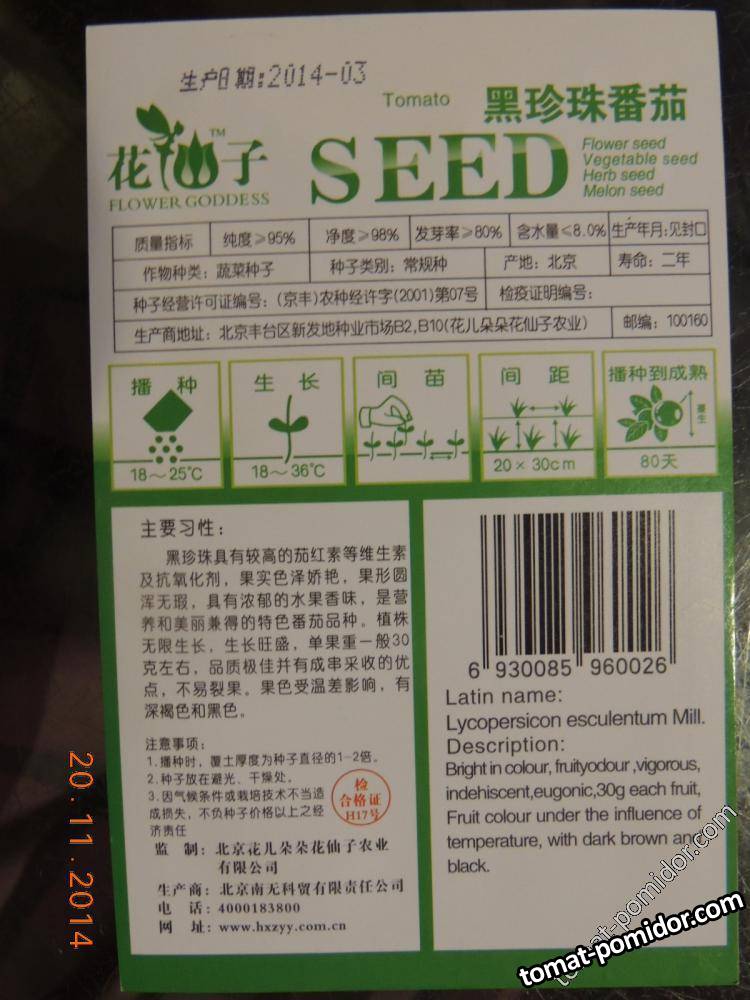 生产日期:2014-03
Tomato 黑珍珠番茄
花仙子™
FLOWER GODDESS
SEED
Flower seed
Vegetable seed
Herb seed
Melon seed
质量指标 纯度≥95% 净度≥98% 发芽率≥80% 含水量≤8.0% 生产年月:见封口
作物种类:蔬菜种子 种子类别:常规种 产地:北京 寿命:二年
种子经营许可证编号:(京丰)农种经许字(2001)第07号 检疫证明编号:
生产商地址:北京丰台区新发地种业市场B2,B10(花儿朵朵花仙子农业) 邮编:100160
播种 生长 间苗 间距 播种到成熟
18~25℃ 18~36℃ 20×30cm 80天
主要习性:
黑珍珠具有较高的茄红素等维生素
及抗氧化剂,果实色泽娇艳,果形圆
浑无瑕,具有浓郁的水果香味,是营
养和美丽兼得的特色番茄品种。植株
无限生长,生长旺盛,单果重一般30
克左右,品质极佳并有成串采收的优
点,不易裂果。果色受温差影响,有
深褐色和黑色。
注意事项:
1.播种时,覆土厚度为种子直径的1-2倍。
2.种子放在避光、干燥处。
3.因气候条件或栽培技术不当造
成损失,不负种子价格以上之经
济责任
检
合格证
H17号
监 制:北京花儿朵朵花仙子农业
有限公司
生产商:北京南无科贸有限责任公司
电 话:4000183800
网 址:www.hxzyy.com.cn
6 930085 960026
Latin name:
Lycopersicon esculentum Mill.
Description:
Bright in colour, fruityodour ,vigorous,
indehiscent,eugonic,30g each fruit,
Fruit colour under the influence of
temperature, with dark brown and
black.
20.11.2014
tomat-pomidor.com
tomat-pomidor.com